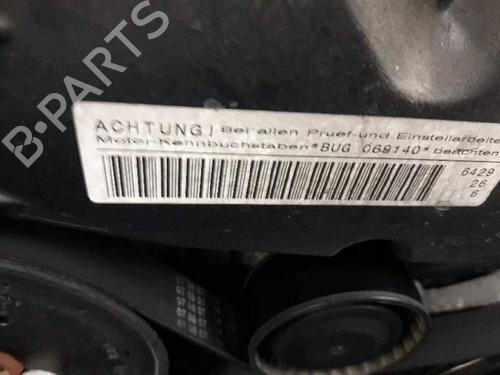 ACHTUNG! Bei allen Pruef-und Einstellarbeite
Motor-Kennbuchstaben *BUG 069140* beachten
6429
26
6
B-PARTS